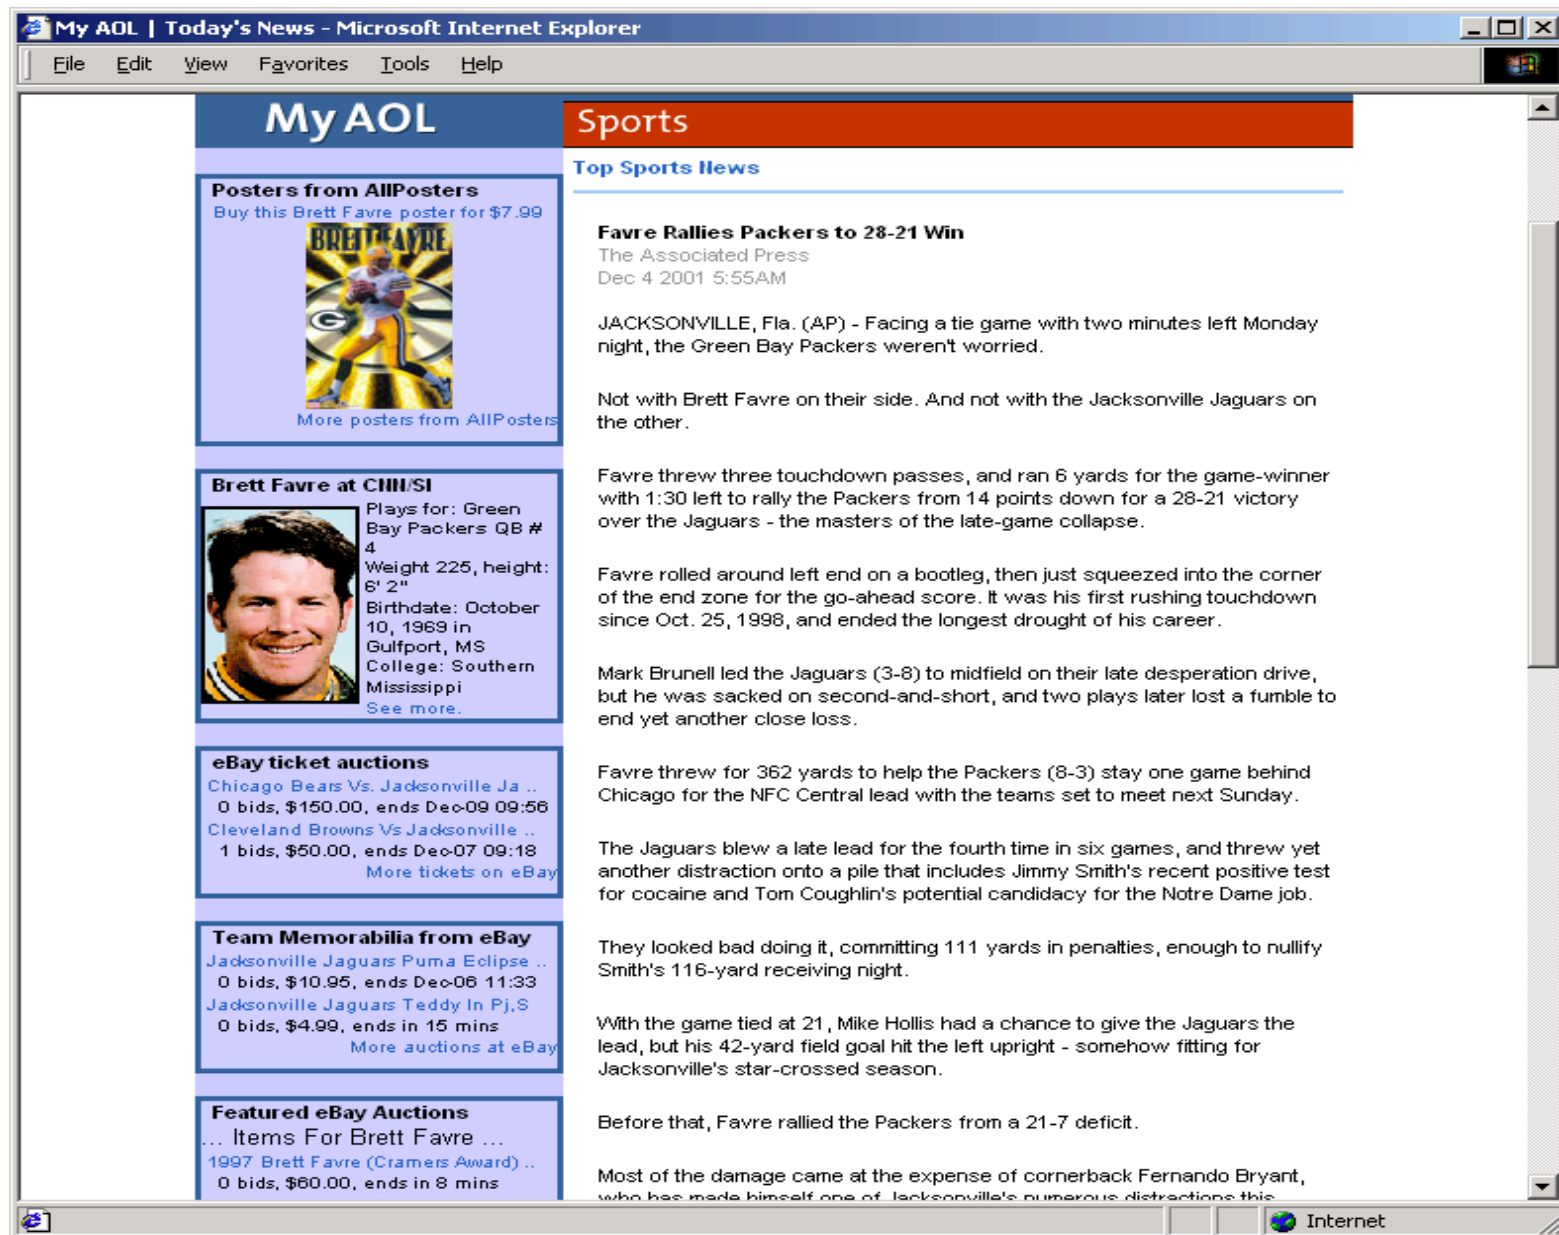 My AOL | Today's News - Microsoft Internet Explorer
File Edit View Favorites Tools Help
My AOL
Sports
Posters from AllPosters
Buy this Brett Favre poster for $7.99
BRETT FAVRE
G
More posters from AllPosters
Brett Favre at CNN/SI
Plays for: Green
Bay Packers QB #
4
Weight 225, height:
6' 2"
Birthdate: October
10, 1969 in
Gulfport, MS
College: Southern
Mississippi
See more.
eBay ticket auctions
Chicago Bears Vs. Jacksonville Ja ..
0 bids, $150.00, ends Dec-09 09:56
Cleveland Browns Vs Jacksonville ..
1 bids, $50.00, ends Dec-07 09:18
More tickets on eBay
Team Memorabilia from eBay
Jacksonville Jaguars Puma Eclipse ..
0 bids, $10.95, ends Dec-06 11:33
Jacksonville Jaguars Teddy In Pj,S
0 bids, $4.99, ends in 15 mins
More auctions at eBay
Featured eBay Auctions
... Items For Brett Favre ...
1997 Brett Favre (Cramers Award) ..
0 bids, $60.00, ends in 8 mins
Top Sports News
Favre Rallies Packers to 28-21 Win
The Associated Press
Dec 4 2001 5:55AM
JACKSONVILLE, Fla. (AP) - Facing a tie game with two minutes left Monday
night, the Green Bay Packers weren't worried.
Not with Brett Favre on their side. And not with the Jacksonville Jaguars on
the other.
Favre threw three touchdown passes, and ran 6 yards for the game-winner
with 1:30 left to rally the Packers from 14 points down for a 28-21 victory
over the Jaguars - the masters of the late-game collapse.
Favre rolled around left end on a bootleg, then just squeezed into the corner
of the end zone for the go-ahead score. It was his first rushing touchdown
since Oct. 25, 1998, and ended the longest drought of his career.
Mark Brunell led the Jaguars (3-8) to midfield on their late desperation drive,
but he was sacked on second-and-short, and two plays later lost a fumble to
end yet another close loss.
Favre threw for 362 yards to help the Packers (8-3) stay one game behind
Chicago for the NFC Central lead with the teams set to meet next Sunday.
The Jaguars blew a late lead for the fourth time in six games, and threw yet
another distraction onto a pile that includes Jimmy Smith's recent positive test
for cocaine and Tom Coughlin's potential candidacy for the Notre Dame job.
They looked bad doing it, committing 111 yards in penalties, enough to nullify
Smith's 116-yard receiving night.
With the game tied at 21, Mike Hollis had a chance to give the Jaguars the
lead, but his 42-yard field goal hit the left upright - somehow fitting for
Jacksonville's star-crossed season.
Before that, Favre rallied the Packers from a 21-7 deficit.
Most of the damage came at the expense of cornerback Fernando Bryant,
who has made himself one of Jacksonville's numerous distractions this
Internet